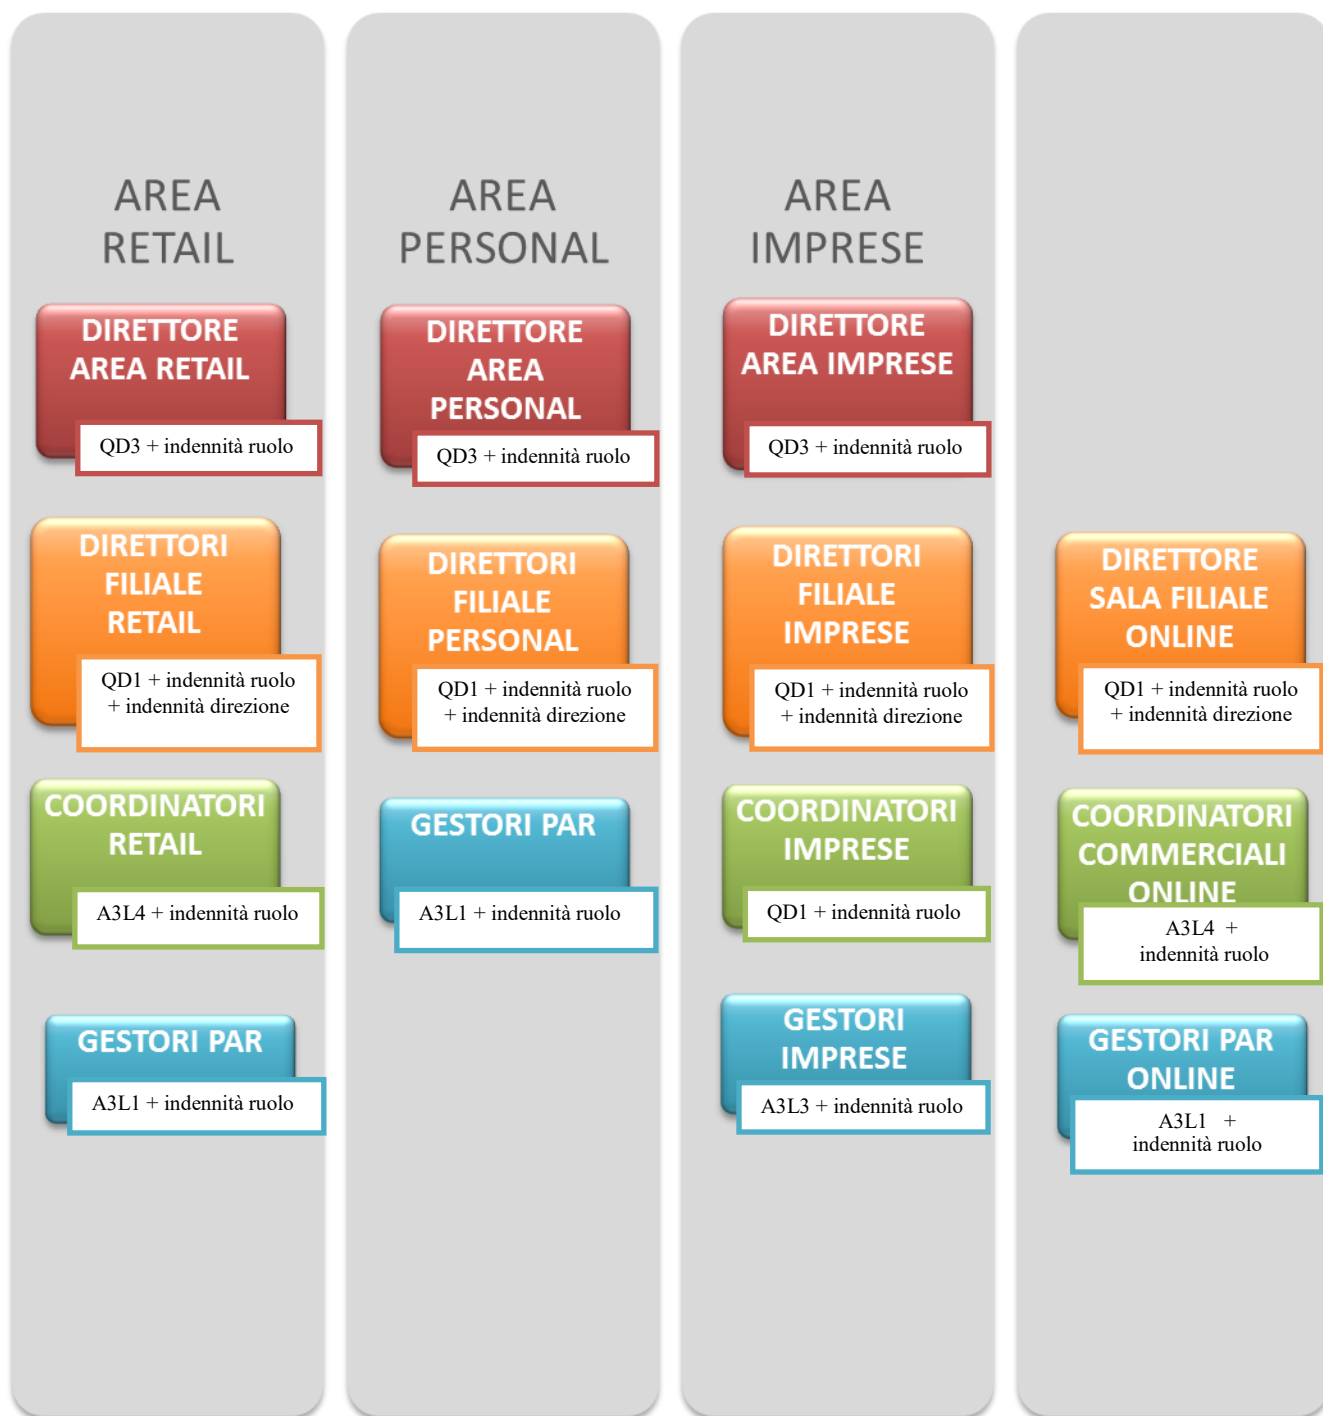 AREA
RETAIL
DIRETTORE
AREA RETAIL
QD3 + indennità ruolo
DIRETTORI
FILIALE
RETAIL
QD1 + indennità ruolo
+ indennità direzione
COORDINATORI
RETAIL
A3L4 + indennità ruolo
GESTORI PAR
A3L1 + indennità ruolo
AREA
PERSONAL
DIRETTORE
AREA
PERSONAL
QD3 + indennità ruolo
DIRETTORI
FILIALE
PERSONAL
QD1 + indennità ruolo
+ indennità direzione
GESTORI PAR
A3L1 + indennità ruolo
AREA
IMPRESE
DIRETTORE
AREA IMPRESE
QD3 + indennità ruolo
DIRETTORI
FILIALE
IMPRESE
QD1 + indennità ruolo
+ indennità direzione
COORDINATORI
IMPRESE
QD1 + indennità ruolo
GESTORI
IMPRESE
A3L3 + indennità ruolo
DIRETTORE
SALA FILIALE
ONLINE
QD1 + indennità ruolo
+ indennità direzione
COORDINATORI
COMMERCIALI
ONLINE
A3L4 +
indennità ruolo
GESTORI PAR
ONLINE
A3L1 +
indennità ruolo